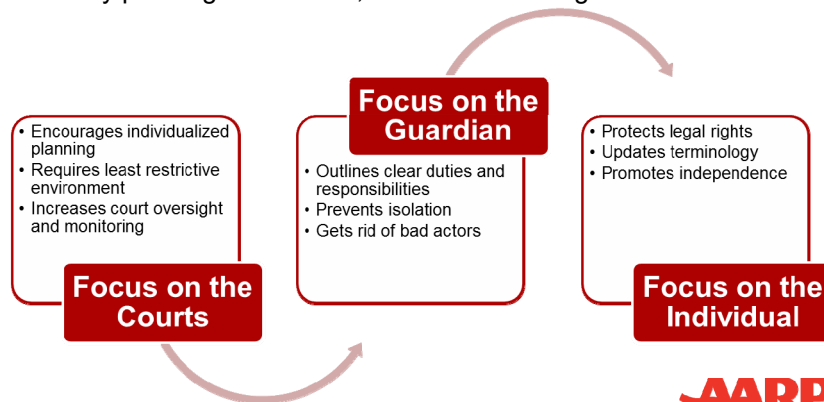 • Encourages individualized
planning
• Requires least restrictive
environment
• Increases court oversight
and monitoring
Focus on the
Courts
Focus on the
Guardian
• Outlines clear duties and
responsibilities
• Prevents isolation
• Gets rid of bad actors
• Protects legal rights
• Updates terminology
• Promotes independence
Focus on the
Individual
AARP